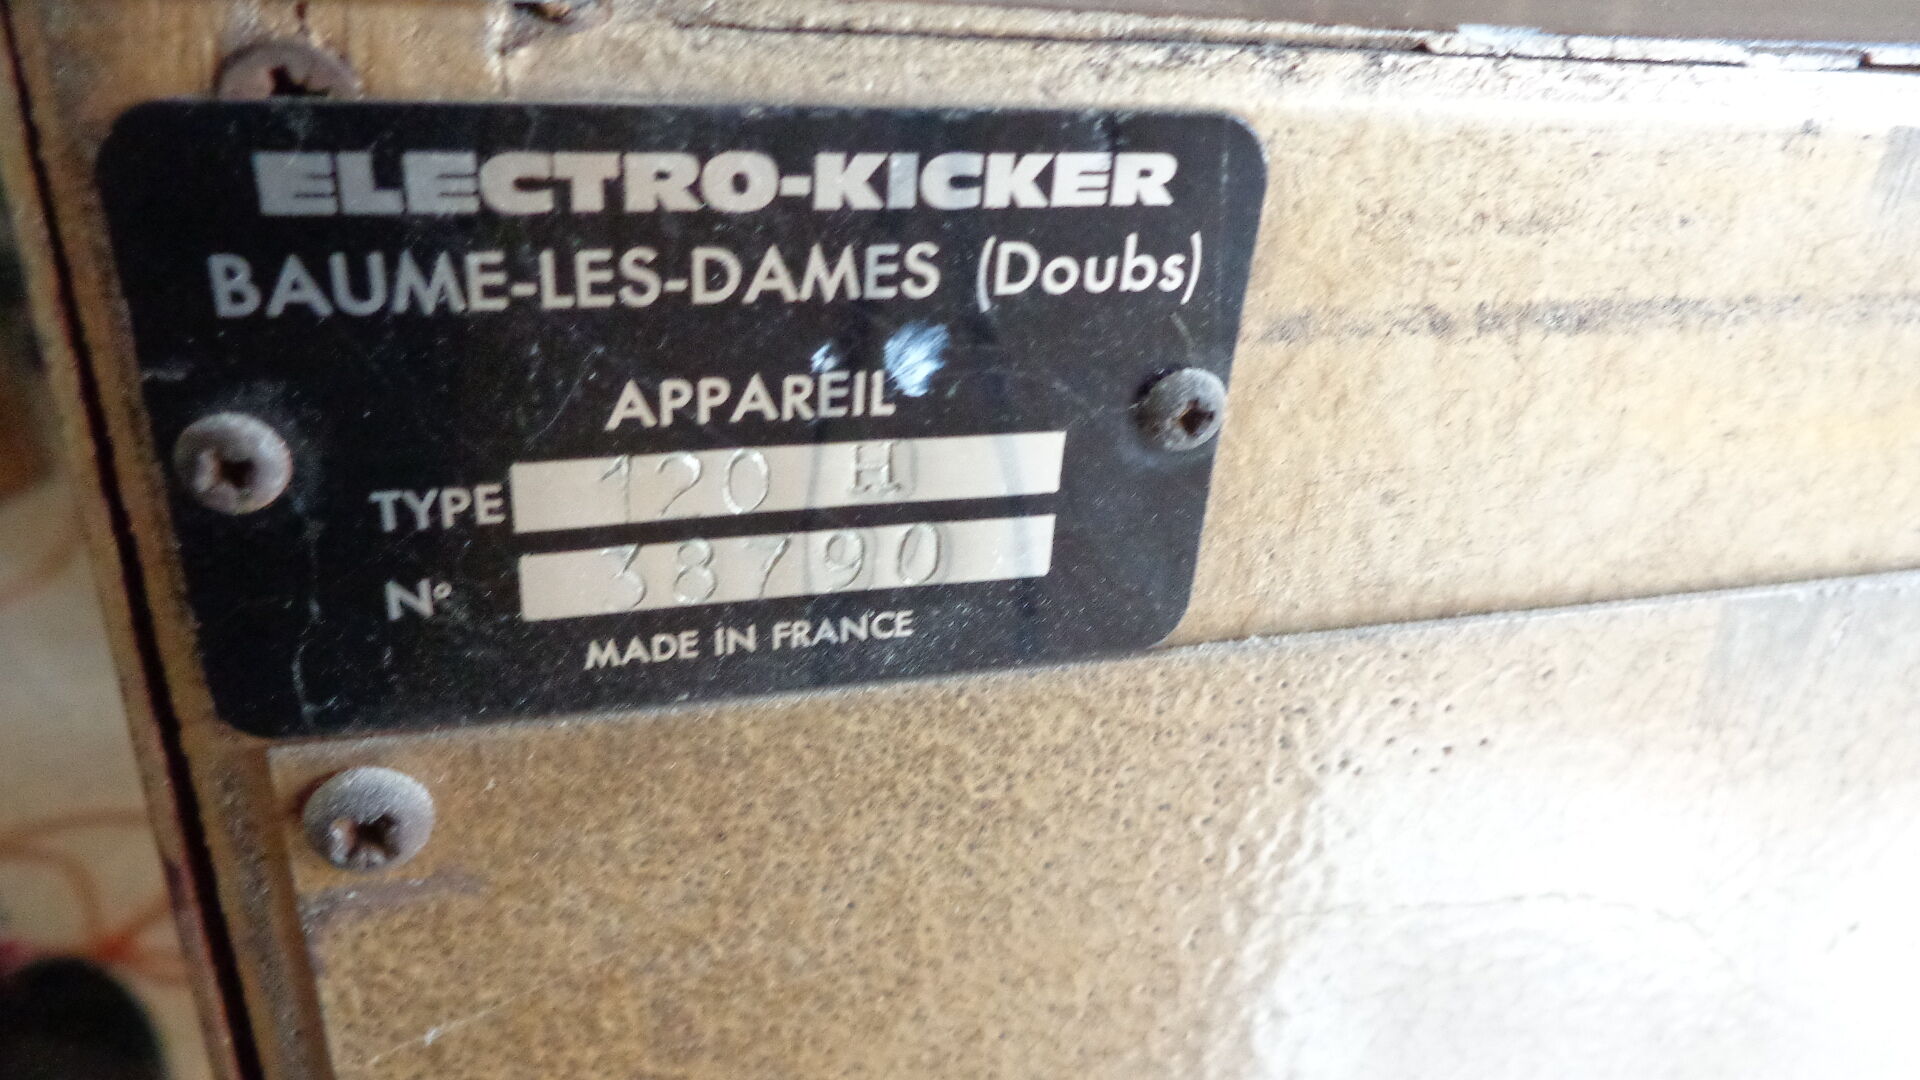 ELECTRO-KICKER
BAUME-LES-DAMES (Doubs)
APPAREIL
TYPE 120 H
N° 38790
MADE IN FRANCE